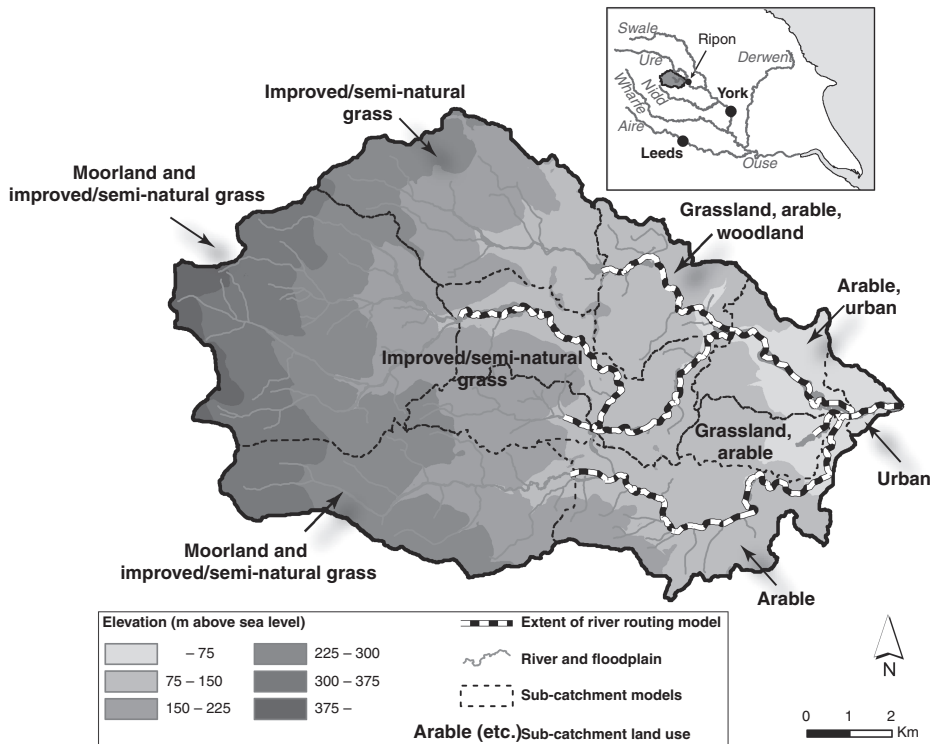 Swale
Ripon
Ure
Derwent
Nidd
Wharfe
York
Aire
Leeds
Ouse
Improved/semi-natural
grass
Moorland and
improved/semi-natural grass
Grassland, arable,
woodland
Arable,
urban
Improved/semi-natural
grass
Grassland,
arable
Urban
Moorland and
improved/semi-natural grass
Arable
Elevation (m above sea level)
– 75
75 – 150
150 – 225
225 – 300
300 – 375
375 –
Extent of river routing model
River and floodplain
Sub-catchment models
Arable (etc.) Sub-catchment land use
N
0 1 2
Km